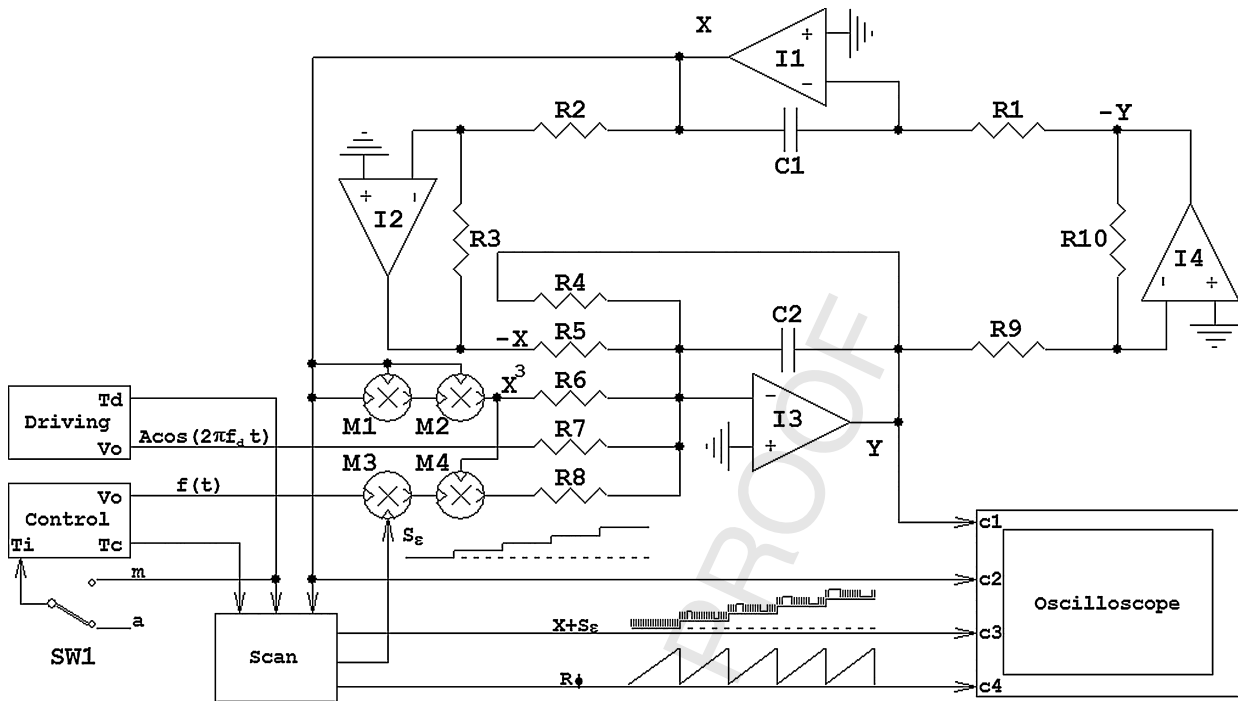 X
+
I1
−
R2
R1
-Y
C1
+
-
I2
R3
R10
I4
-
+
R4
C2
R5
R9
-X
X³
R6
−
I3
+
Td
Driving
Vo
Acos(2πf_d t)
M1
M2
R7
Y
M3
M4
Vo
f(t)
R8
Control
Ti
Tc
Sε
c1
m
c2
Oscilloscope
a
X+Sε
c3
SW1
Scan
RΦ
c4
PROOF